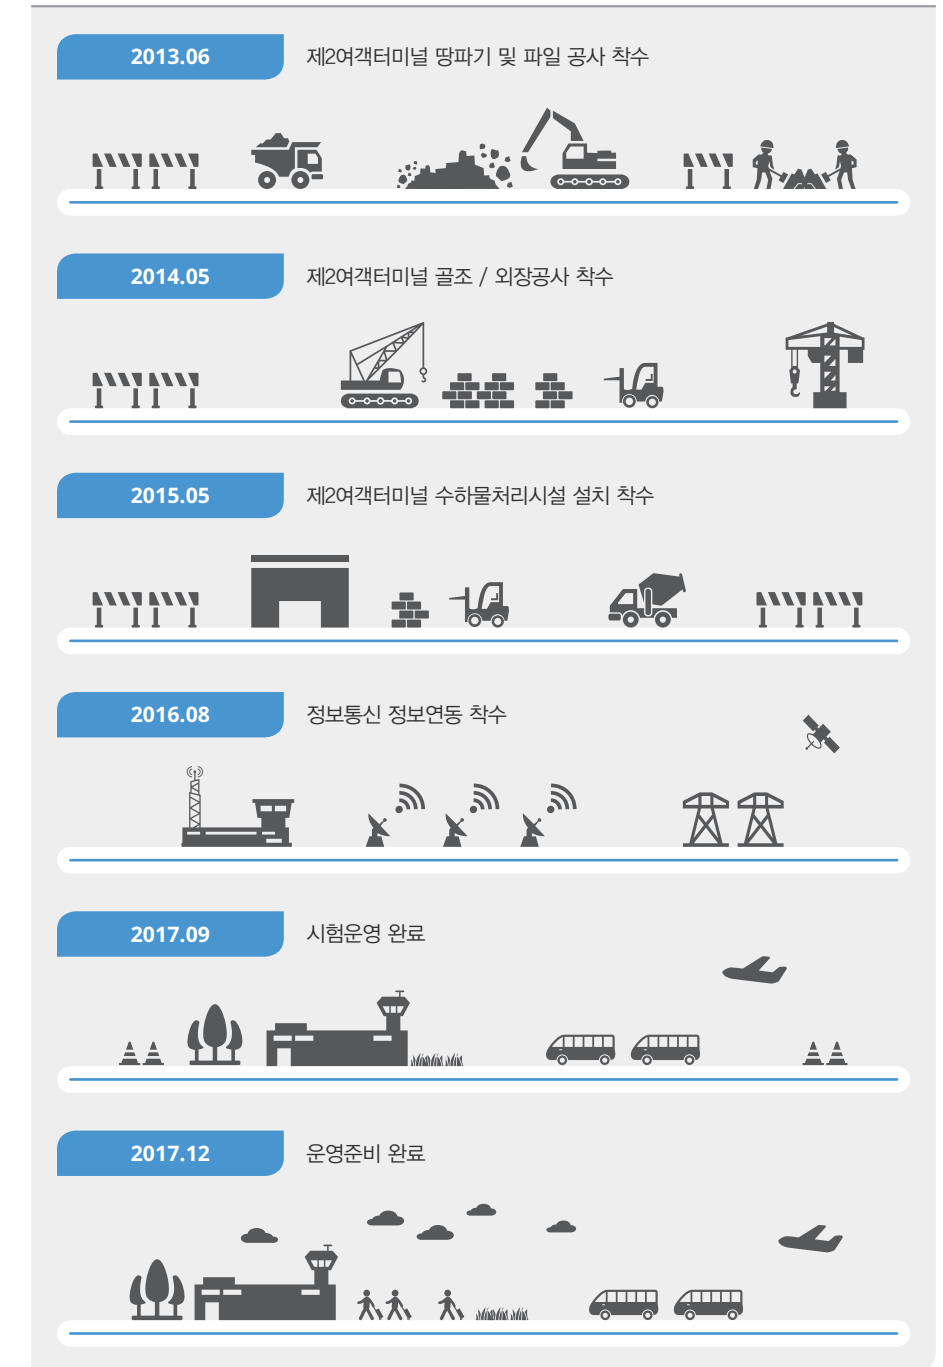 2013.06 제2여객터미널 땅파기 및 파일 공사 착수
2014.05 제2여객터미널 골조 / 외장공사 착수
2015.05 제2여객터미널 수하물처리시설 설치 착수
2016.08 정보통신 정보연동 착수
2017.09 시험운영 완료
2017.12 운영준비 완료